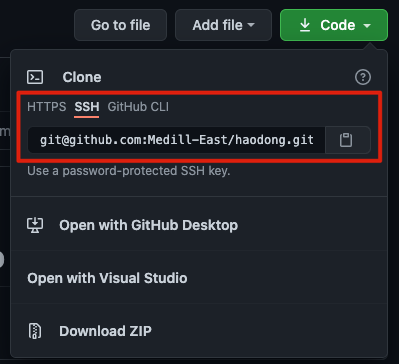 Go to file Add file Code
Clone
HTTPS SSH GitHub CLI
git@github.com:Medill-East/haodong.git
Use a password-protected SSH key.
Open with GitHub Desktop
Open with Visual Studio
Download ZIP